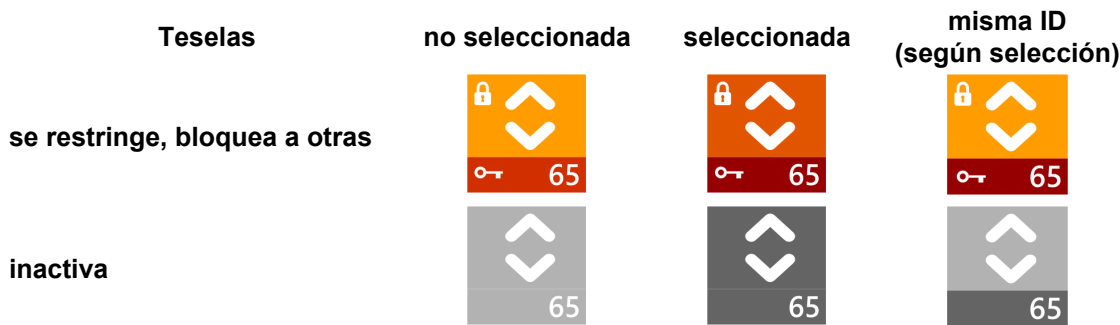 Teselas no seleccionada seleccionada misma ID
(según selección)
se restringe, bloquea a otras
65 65 65
inactiva
65 65 65